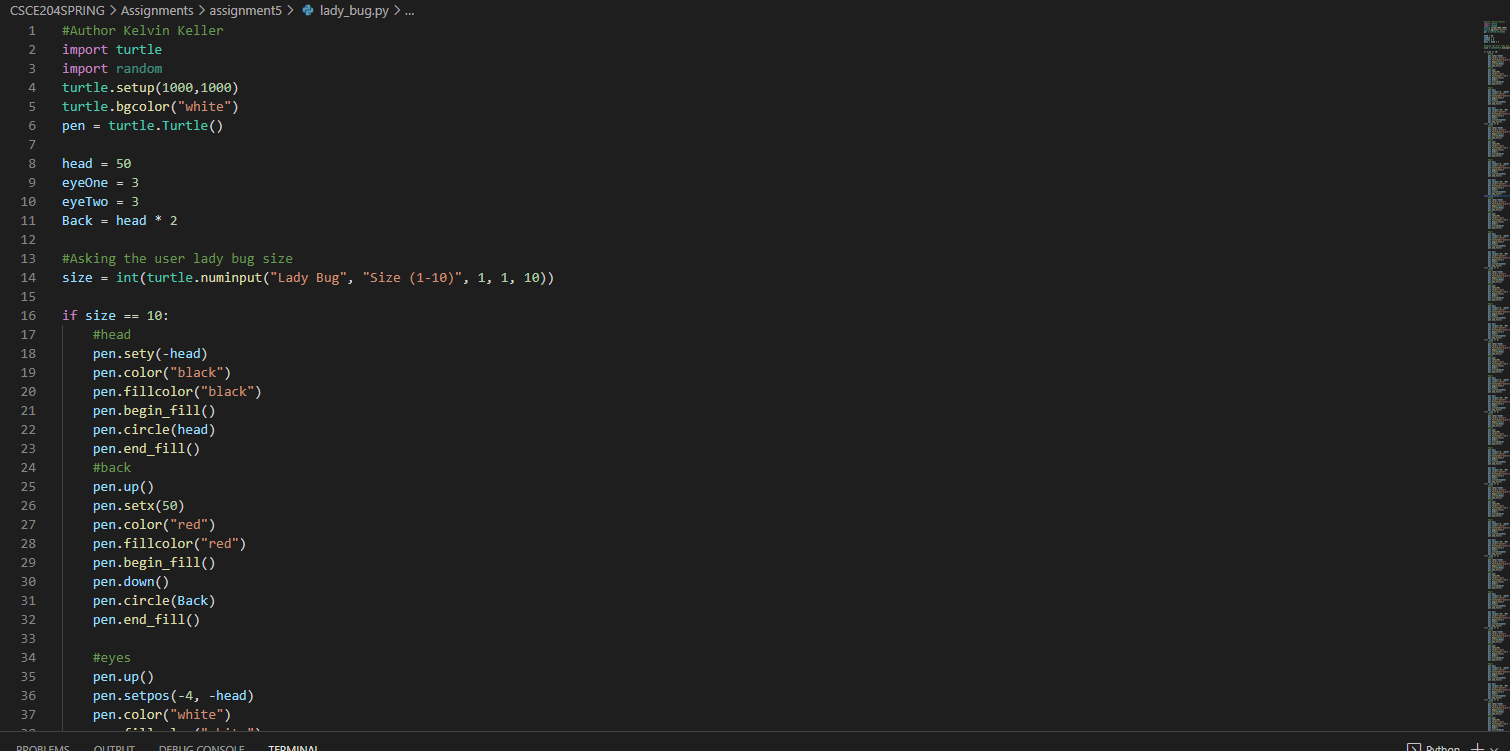 CSCE204SPRING > Assignments > assignment5 > lady_bug.py > ...
1 #Author Kelvin Keller
2 import turtle
3 import random
4 turtle.setup(1000,1000)
5 turtle.bgcolor("white")
6 pen = turtle.Turtle()
7
8 head = 50
9 eyeOne = 3
10 eyeTwo = 3
11 Back = head * 2
12
13 #Asking the user lady bug size
14 size = int(turtle.numinput("Lady Bug", "Size (1-10)", 1, 1, 10))
15
16 if size == 10:
17     #head
18     pen.sety(-head)
19     pen.color("black")
20     pen.fillcolor("black")
21     pen.begin_fill()
22     pen.circle(head)
23     pen.end_fill()
24     #back
25     pen.up()
26     pen.setx(50)
27     pen.color("red")
28     pen.fillcolor("red")
29     pen.begin_fill()
30     pen.down()
31     pen.circle(Back)
32     pen.end_fill()
33
34     #eyes
35     pen.up()
36     pen.setpos(-4, -head)
37     pen.color("white")
PROBLEMS OUTPUT DEBUG CONSOLE TERMINAL Python